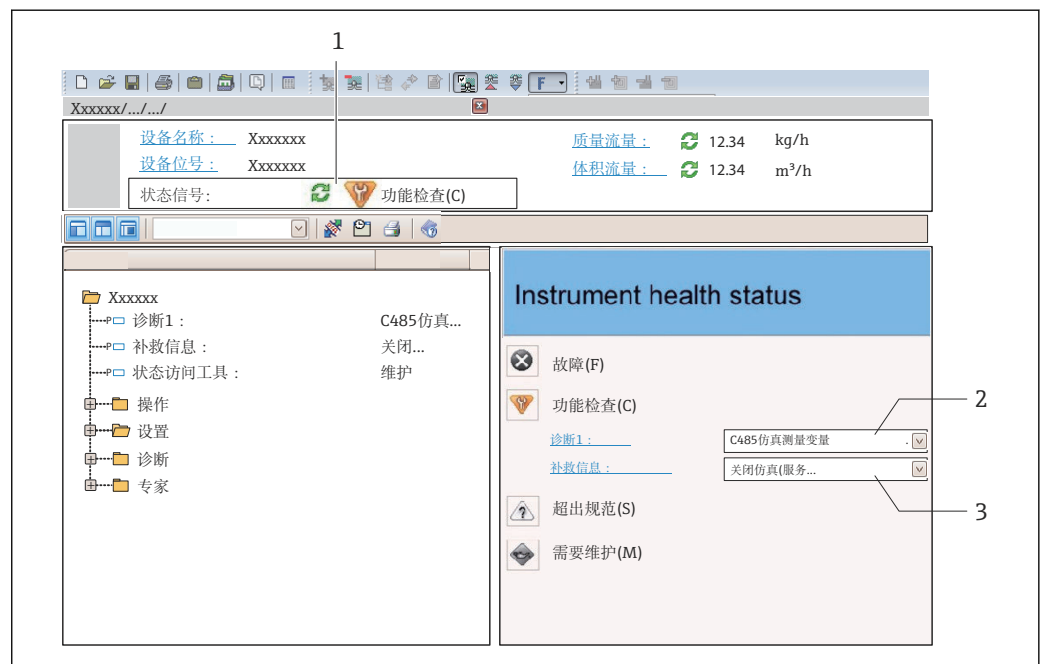 1
F
Xxxxxx/.../.../
设备名称： Xxxxxxx 质量流量： 12.34 kg/h
设备位号： Xxxxxxx 体积流量： 12.34 m³/h
状态信号: 功能检查(C)
Xxxxxx
诊断1： C485仿真...
补救信息： 关闭...
状态访问工具： 维护
操作
设置
诊断
专家
Instrument health status
故障(F)
功能检查(C)
2
诊断1： C485仿真测量变量 .
补救信息： 关闭仿真(服务...
3
超出规范(S)
需要维护(M)